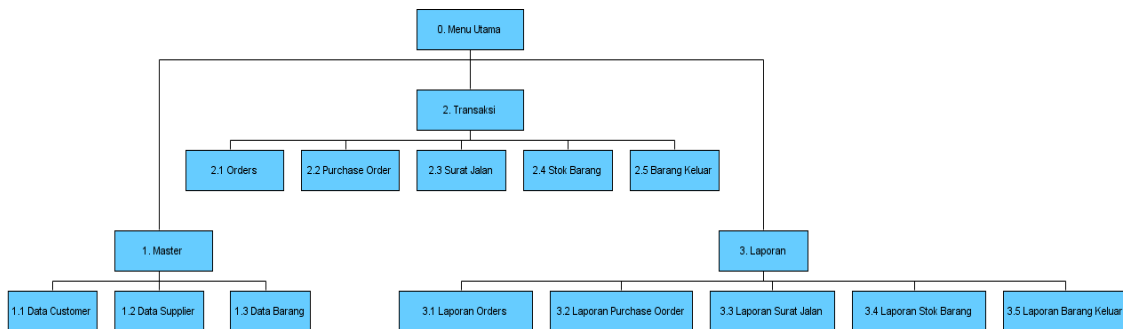 0. Menu Utama
2. Transaksi
2.1 Orders
2.2 Purchase Order
2.3 Surat Jalan
2.4 Stok Barang
2.5 Barang Keluar
1. Master
3. Laporan
1.1 Data Customer
1.2 Data Supplier
1.3 Data Barang
3.1 Laporan Orders
3.2 Laporan Purchase Oorder
3.3 Laporan Surat Jalan
3.4 Laporan Stok Barang
3.5 Laporan Barang Keluar